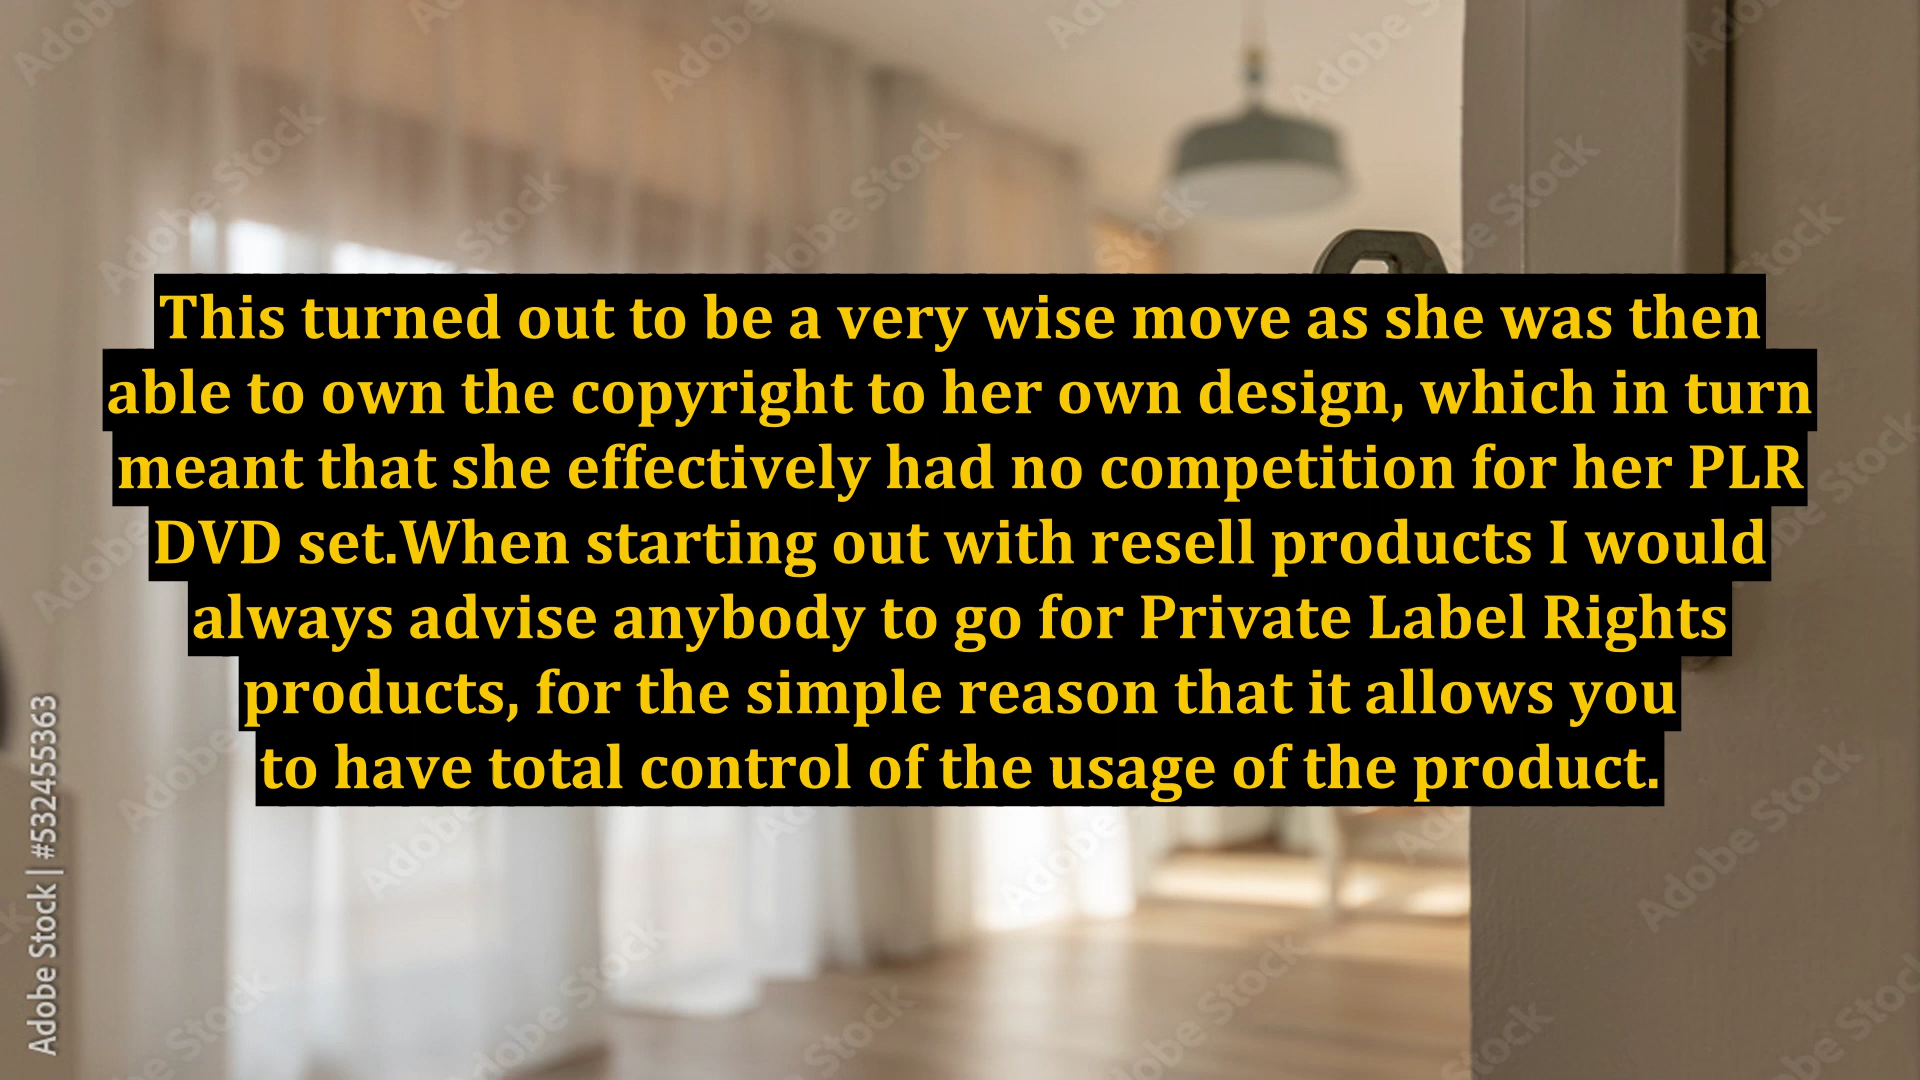 This turned out to be a very wise move as she was then
able to own the copyright to her own design, which in turn
meant that she effectively had no competition for her PLR
DVD set.When starting out with resell products I would
always advise anybody to go for Private Label Rights
products, for the simple reason that it allows you
to have total control of the usage of the product.
Adobe Stock | #532455363